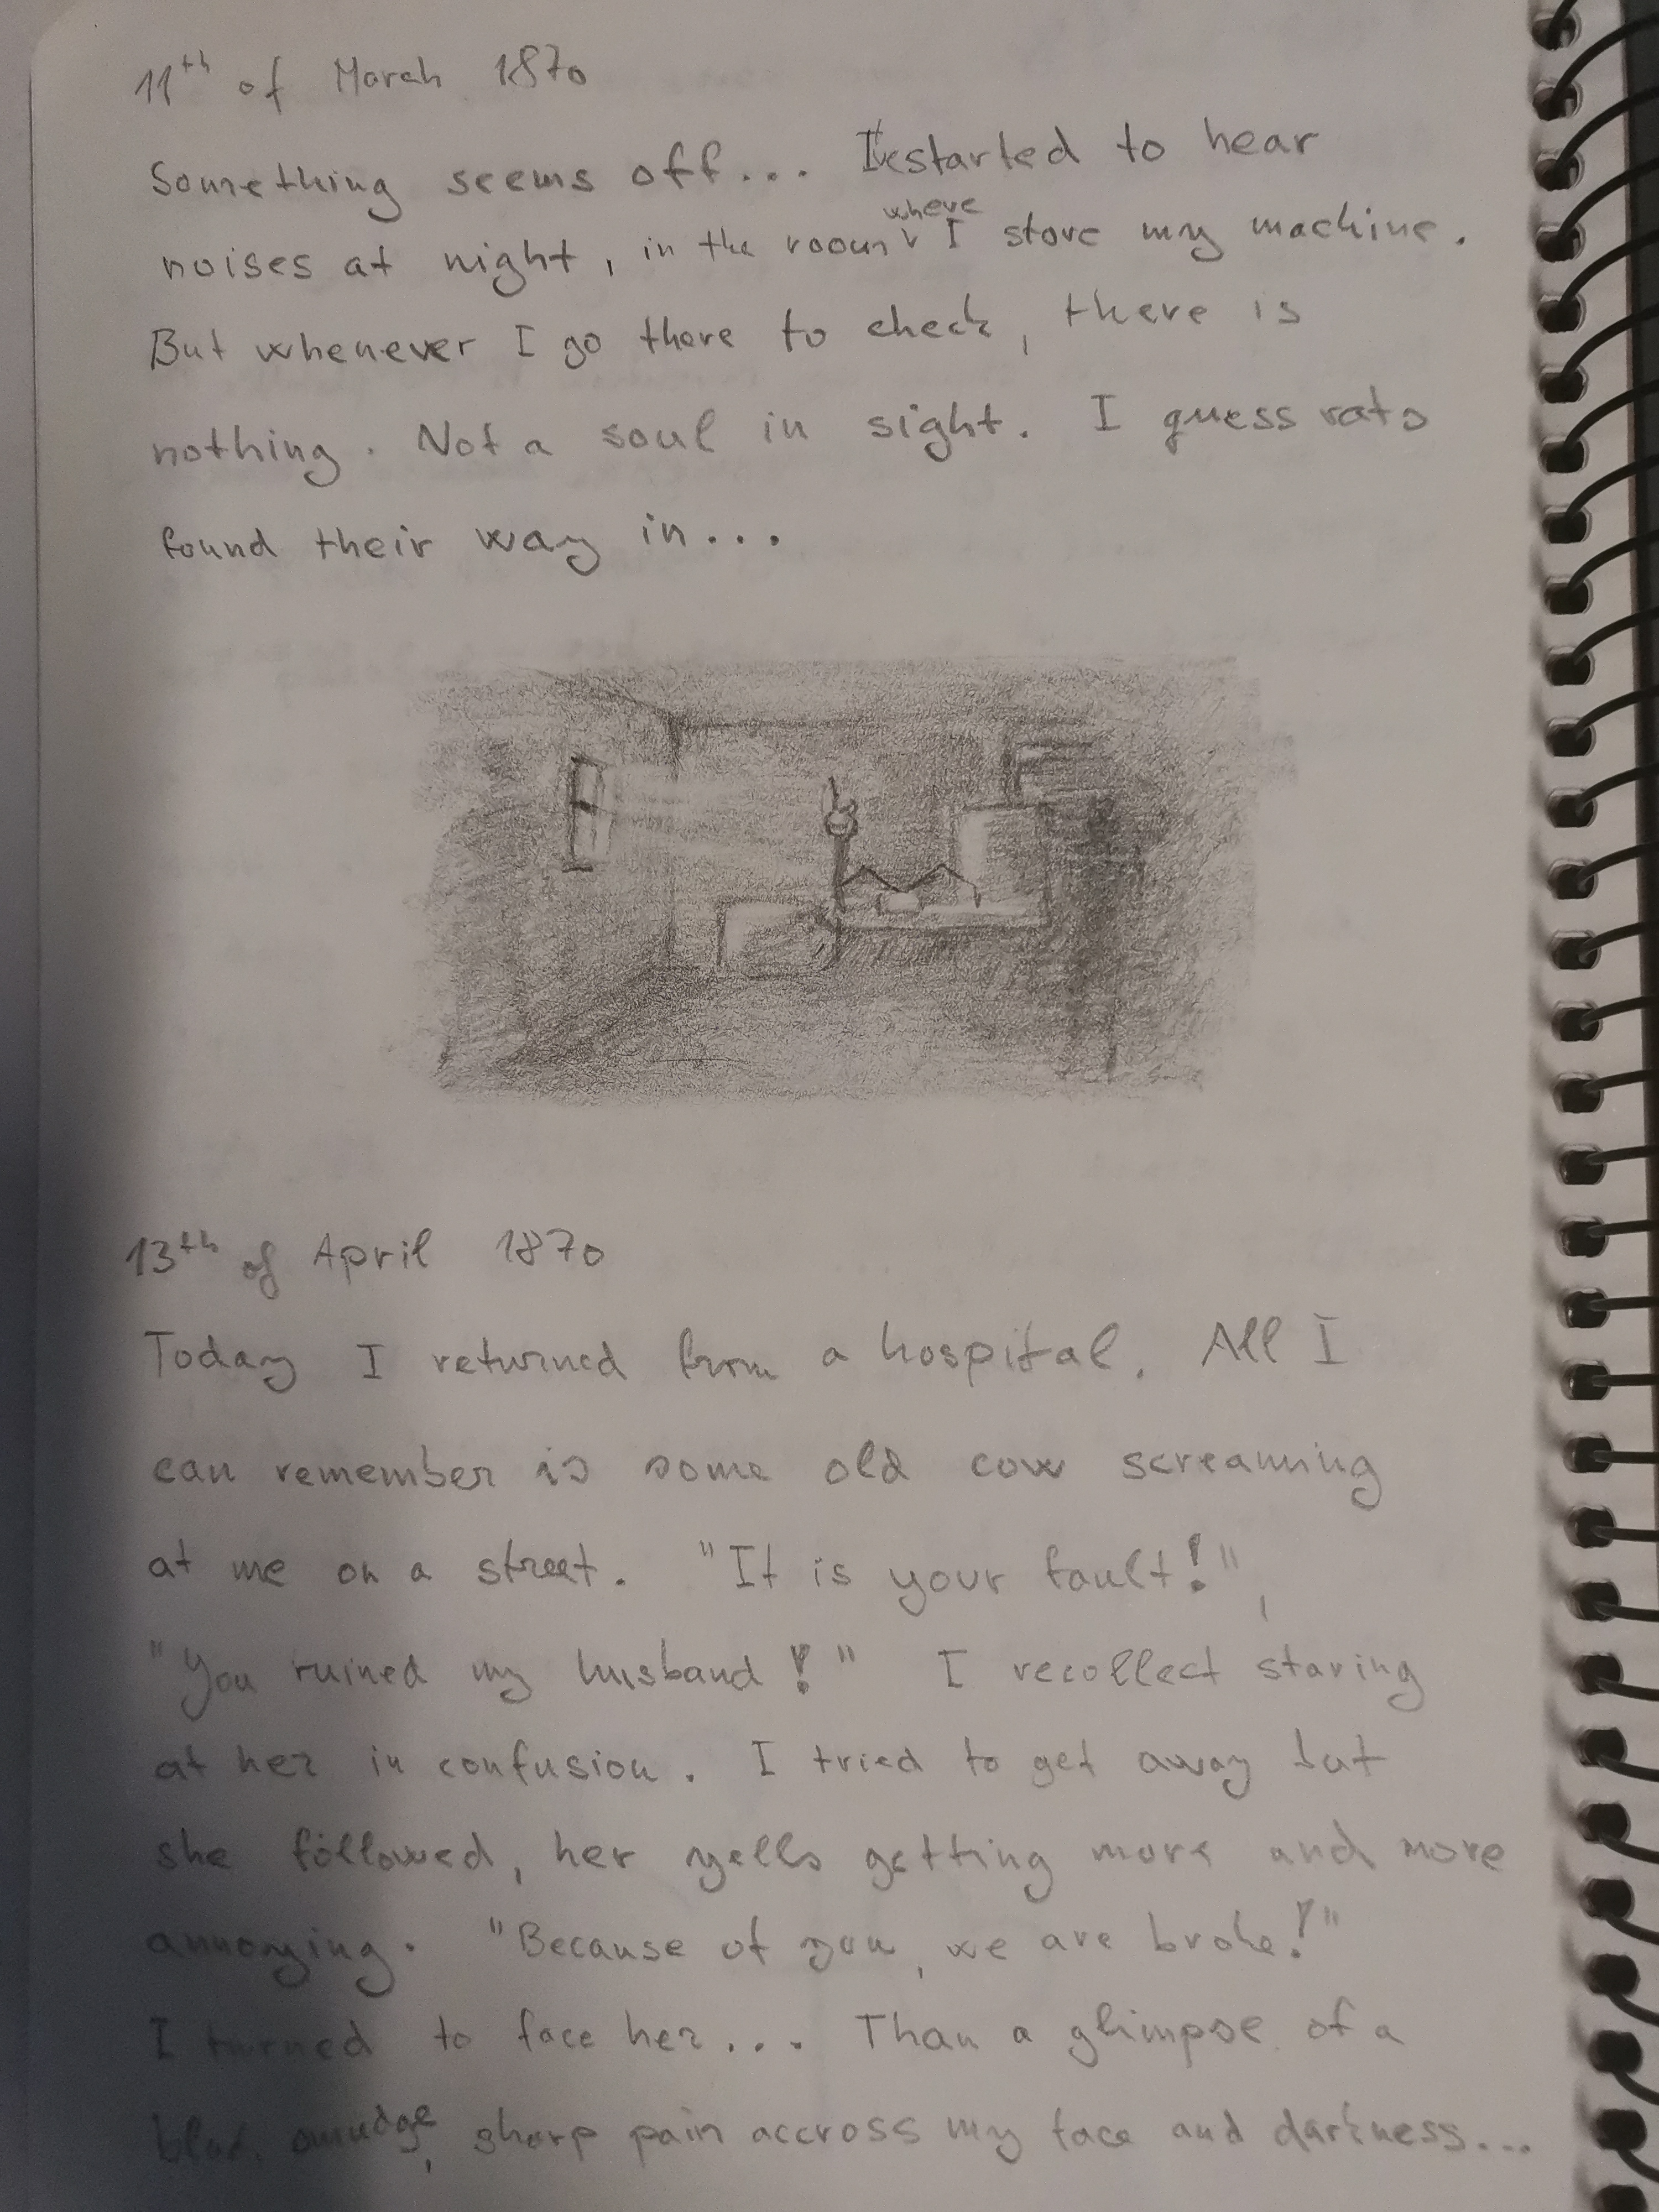 11th of March 1870
Something seems off... I've started to hear
noises at night, in the room where I store my machine.
But whenever I go there to check, there is
nothing. Not a soul in sight. I guess rats
found their way in...
13th of April 1870
Today I returned from a hospital. All I
can remember is some old cow screaming
at me on a street. "It is your fault!",
"You ruined my husband!" I recollect staring
at her in confusion. I tried to get away but
she followed, her yells getting more and more
annoying. "Because of you, we are broke!"
I turned to face her... Than a glimpse of a
smudge, sharp pain accross my face and darkness...